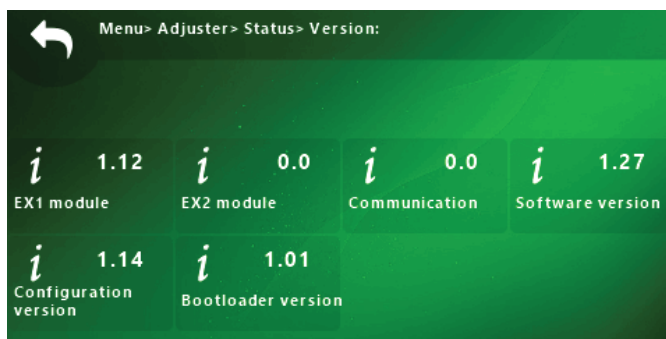 Menu> Adjuster> Status> Version:
i 1.12
EX1 module
i 0.0
EX2 module
i 0.0
Communication
i 1.27
Software version
i 1.14
Configuration
version
i 1.01
Bootloader version